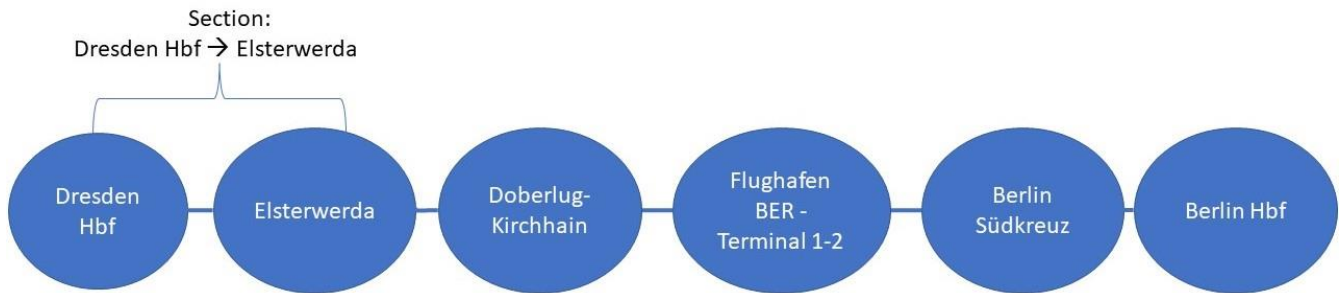 Section:
Dresden Hbf → Elsterwerda
Dresden
Hbf
Elsterwerda
Doberlug-
Kirchhain
Flughafen
BER -
Terminal 1-2
Berlin
Südkreuz
Berlin Hbf